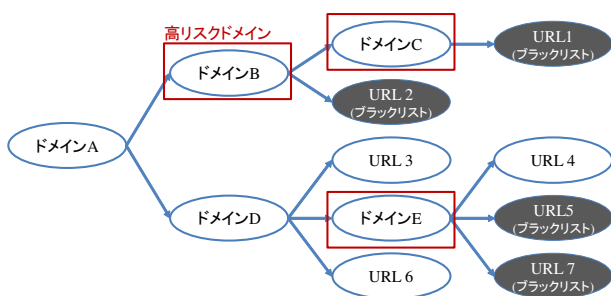 高リスクドメイン
ドメインB
ドメインC
URL1
(ブラックリスト)
URL 2
(ブラックリスト)
ドメインA
URL 3
URL 4
ドメインD
ドメインE
URL5
(ブラックリスト)
URL 6
URL 7
(ブラックリスト)